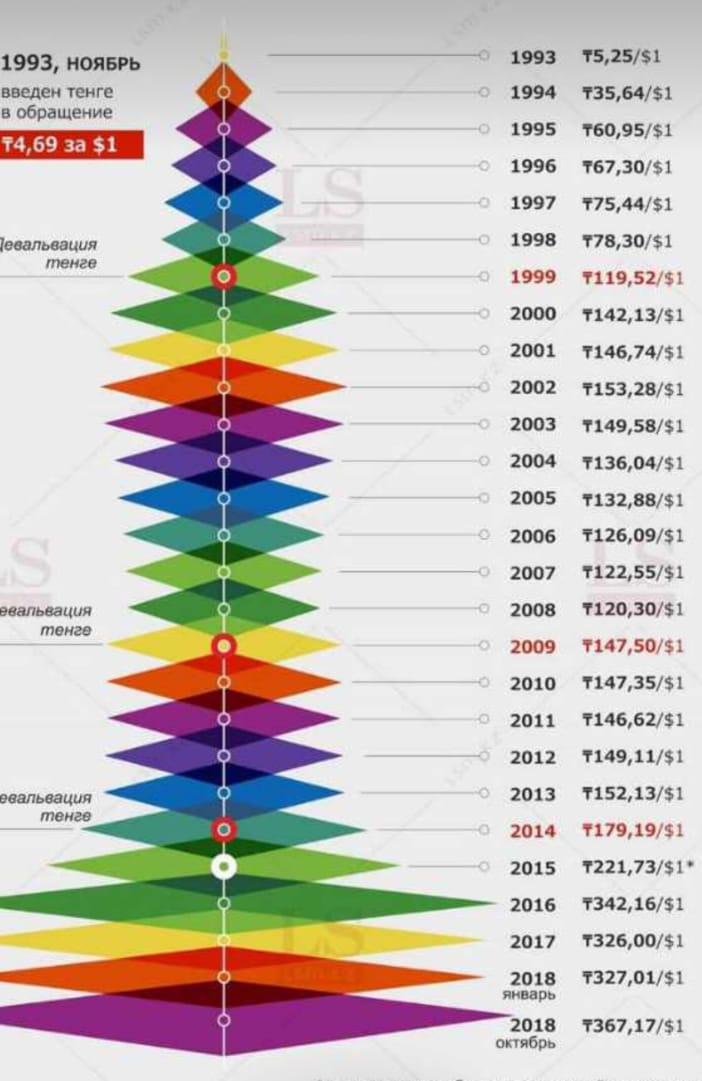 1993, НОЯБРЬ
введен тенге
в обращение
₸4,69 за $1
1993 ₸5,25/$1
1994 ₸35,64/$1
1995 ₸60,95/$1
1996 ₸67,30/$1
1997 ₸75,44/$1
1998 ₸78,30/$1
Девальвация
тенге
1999 ₸119,52/$1
2000 ₸142,13/$1
2001 ₸146,74/$1
2002 ₸153,28/$1
2003 ₸149,58/$1
2004 ₸136,04/$1
2005 ₸132,88/$1
2006 ₸126,09/$1
2007 ₸122,55/$1
2008 ₸120,30/$1
евальвация
тенге
2009 ₸147,50/$1
2010 ₸147,35/$1
2011 ₸146,62/$1
2012 ₸149,11/$1
2013 ₸152,13/$1
евальвация
тенге
2014 ₸179,19/$1
2015 ₸221,73/$1*
2016 ₸342,16/$1
2017 ₸326,00/$1
2018 ₸327,01/$1
январь
2018 ₸367,17/$1
октябрь
LS
LS
LS
LS